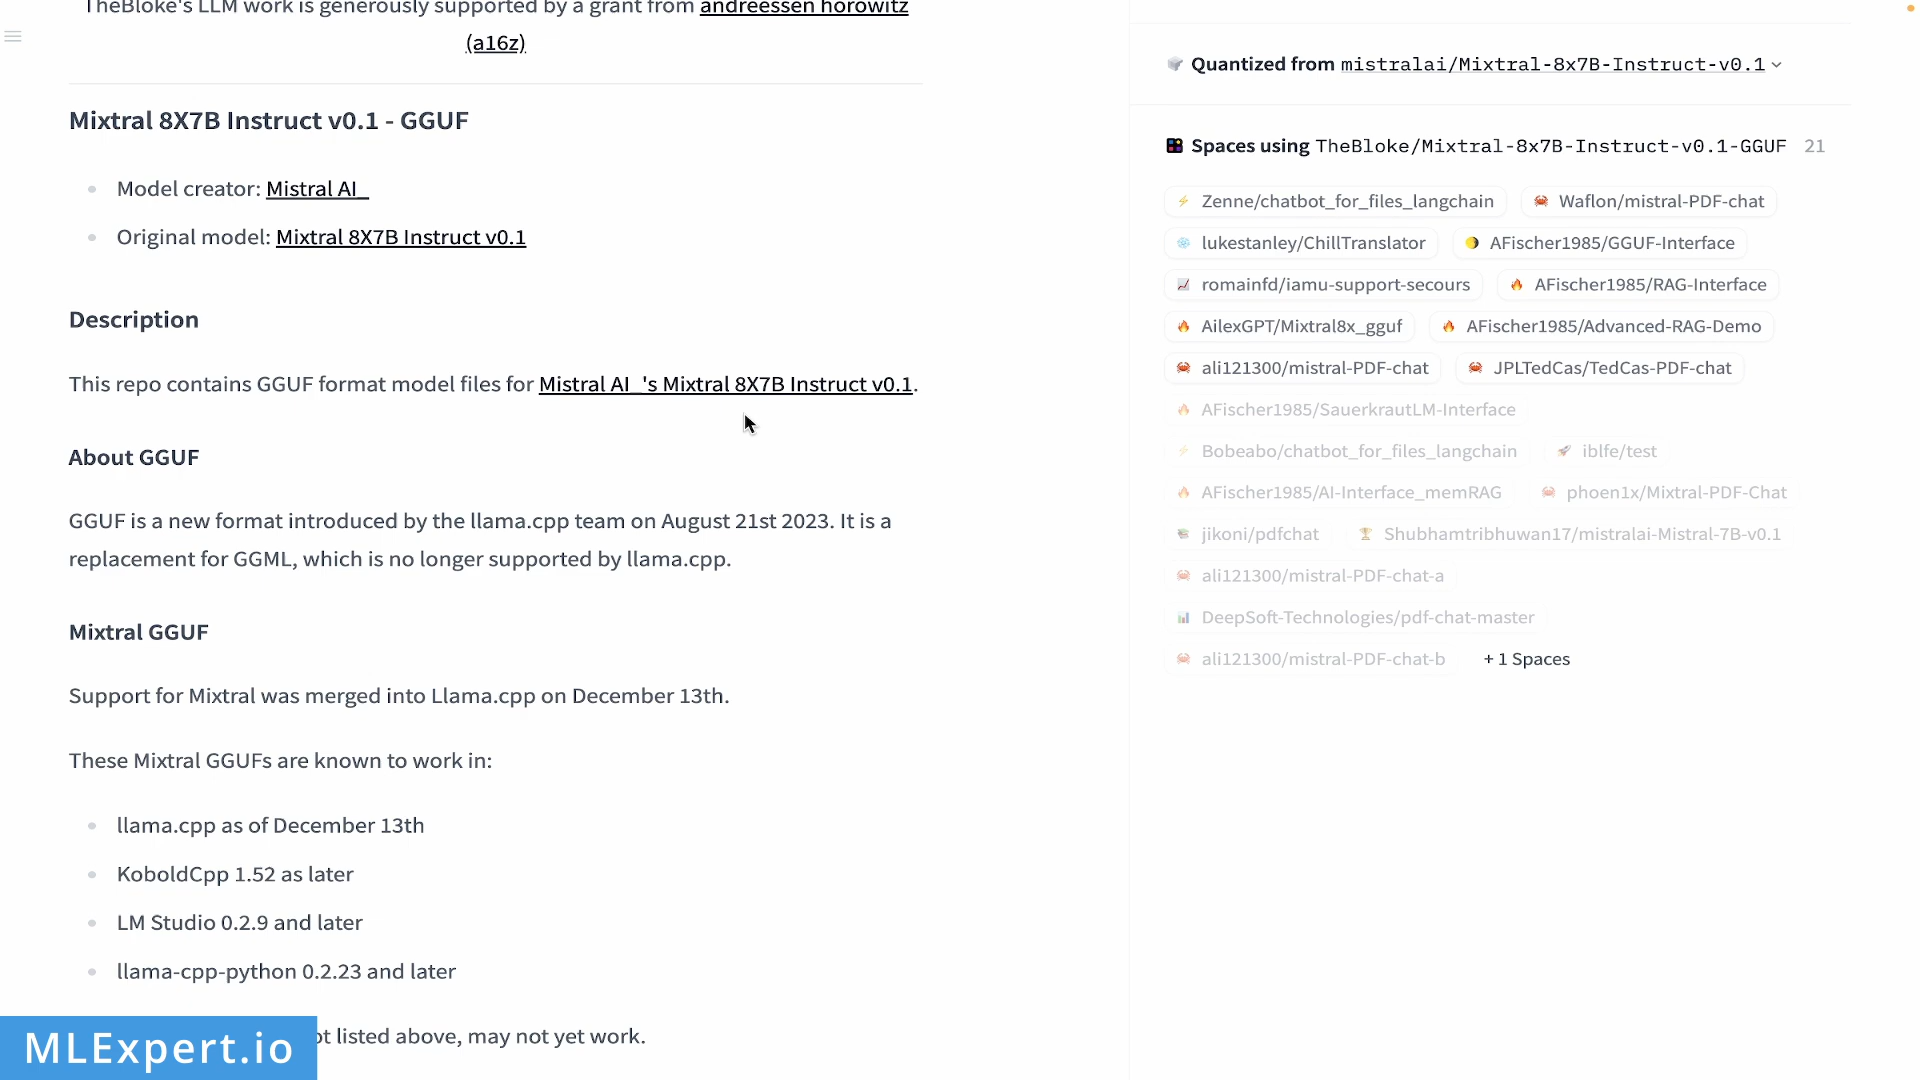 TheBloke's LLM work is generously supported by a grant from andreessen horowitz
(a16z)
Mixtral 8X7B Instruct v0.1 - GGUF
Model creator: Mistral AI_
Original model: Mixtral 8X7B Instruct v0.1
Description
This repo contains GGUF format model files for Mistral AI_'s Mixtral 8X7B Instruct v0.1.
About GGUF
GGUF is a new format introduced by the llama.cpp team on August 21st 2023. It is a
replacement for GGML, which is no longer supported by llama.cpp.
Mixtral GGUF
Support for Mixtral was merged into Llama.cpp on December 13th.
These Mixtral GGUFs are known to work in:
llama.cpp as of December 13th
KoboldCpp 1.52 as later
LM Studio 0.2.9 and later
llama-cpp-python 0.2.23 and later
listed above, may not yet work.
MLExpert.io
Quantized from mistralai/Mixtral-8x7B-Instruct-v0.1
Spaces using TheBloke/Mixtral-8x7B-Instruct-v0.1-GGUF 21
Zenne/chatbot_for_files_langchain Waflon/mistral-PDF-chat
lukestanley/ChillTranslator AFischer1985/GGUF-Interface
romainfd/iamu-support-secours AFischer1985/RAG-Interface
AilexGPT/Mixtral8x_gguf AFischer1985/Advanced-RAG-Demo
ali121300/mistral-PDF-chat JPLTedCas/TedCas-PDF-chat
AFischer1985/SauerkrautLM-Interface
Bobeabo/chatbot_for_files_langchain iblfe/test
AFischer1985/AI-Interface_memRAG phoen1x/Mixtral-PDF-Chat
jikoni/pdfchat Shubhamtribhuwan17/mistralai-Mistral-7B-v0.1
ali121300/mistral-PDF-chat-a
DeepSoft-Technologies/pdf-chat-master
ali121300/mistral-PDF-chat-b + 1 Spaces